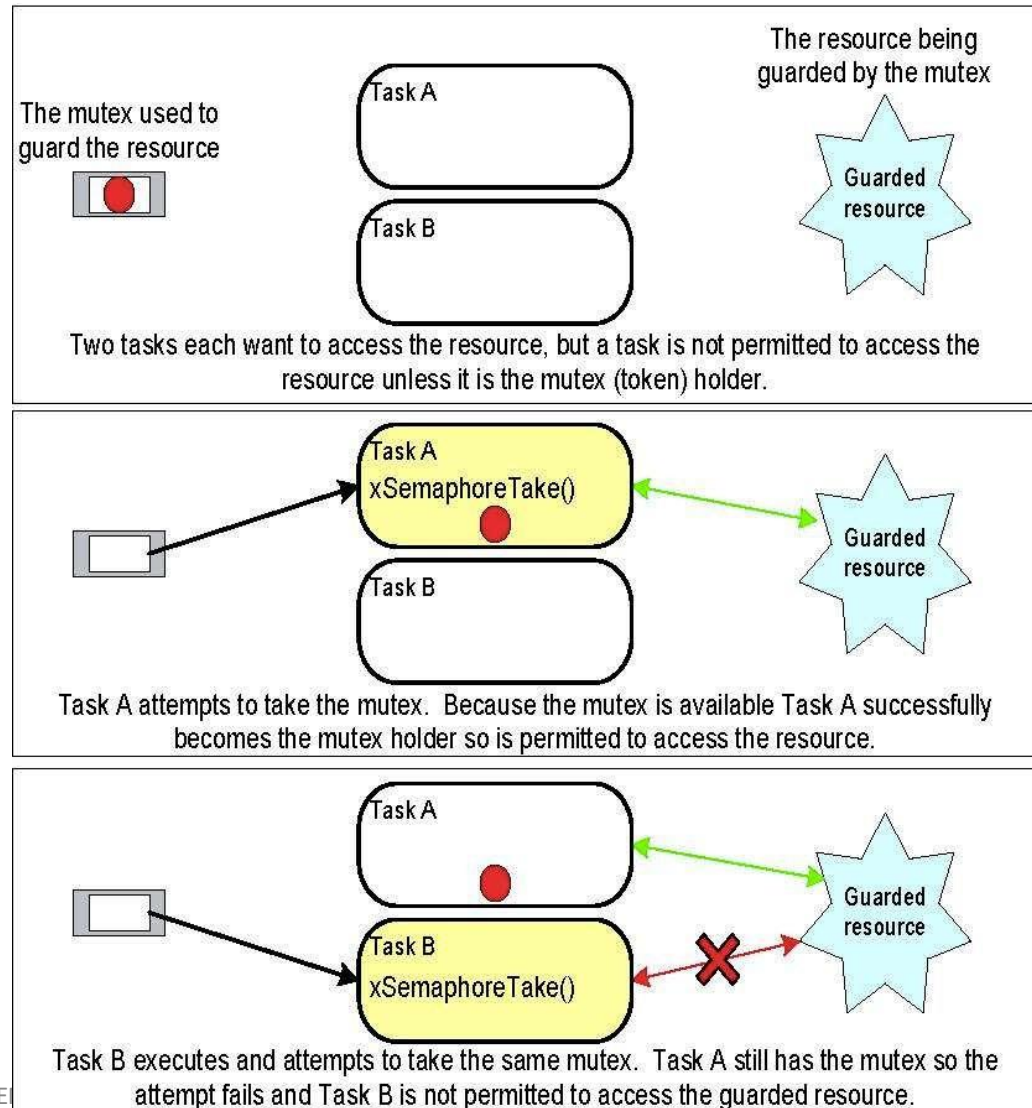 The resource being
guarded by the mutex
The mutex used to
guard the resource
Task A
Task B
Guarded
resource
Two tasks each want to access the resource, but a task is not permitted to access the
resource unless it is the mutex (token) holder.
Task A
xSemaphoreTake()
Task B
Guarded
resource
Task A attempts to take the mutex. Because the mutex is available Task A successfully
becomes the mutex holder so is permitted to access the resource.
Task A
Task B
xSemaphoreTake()
Guarded
resource
Task B executes and attempts to take the same mutex. Task A still has the mutex so the
attempt fails and Task B is not permitted to access the guarded resource.